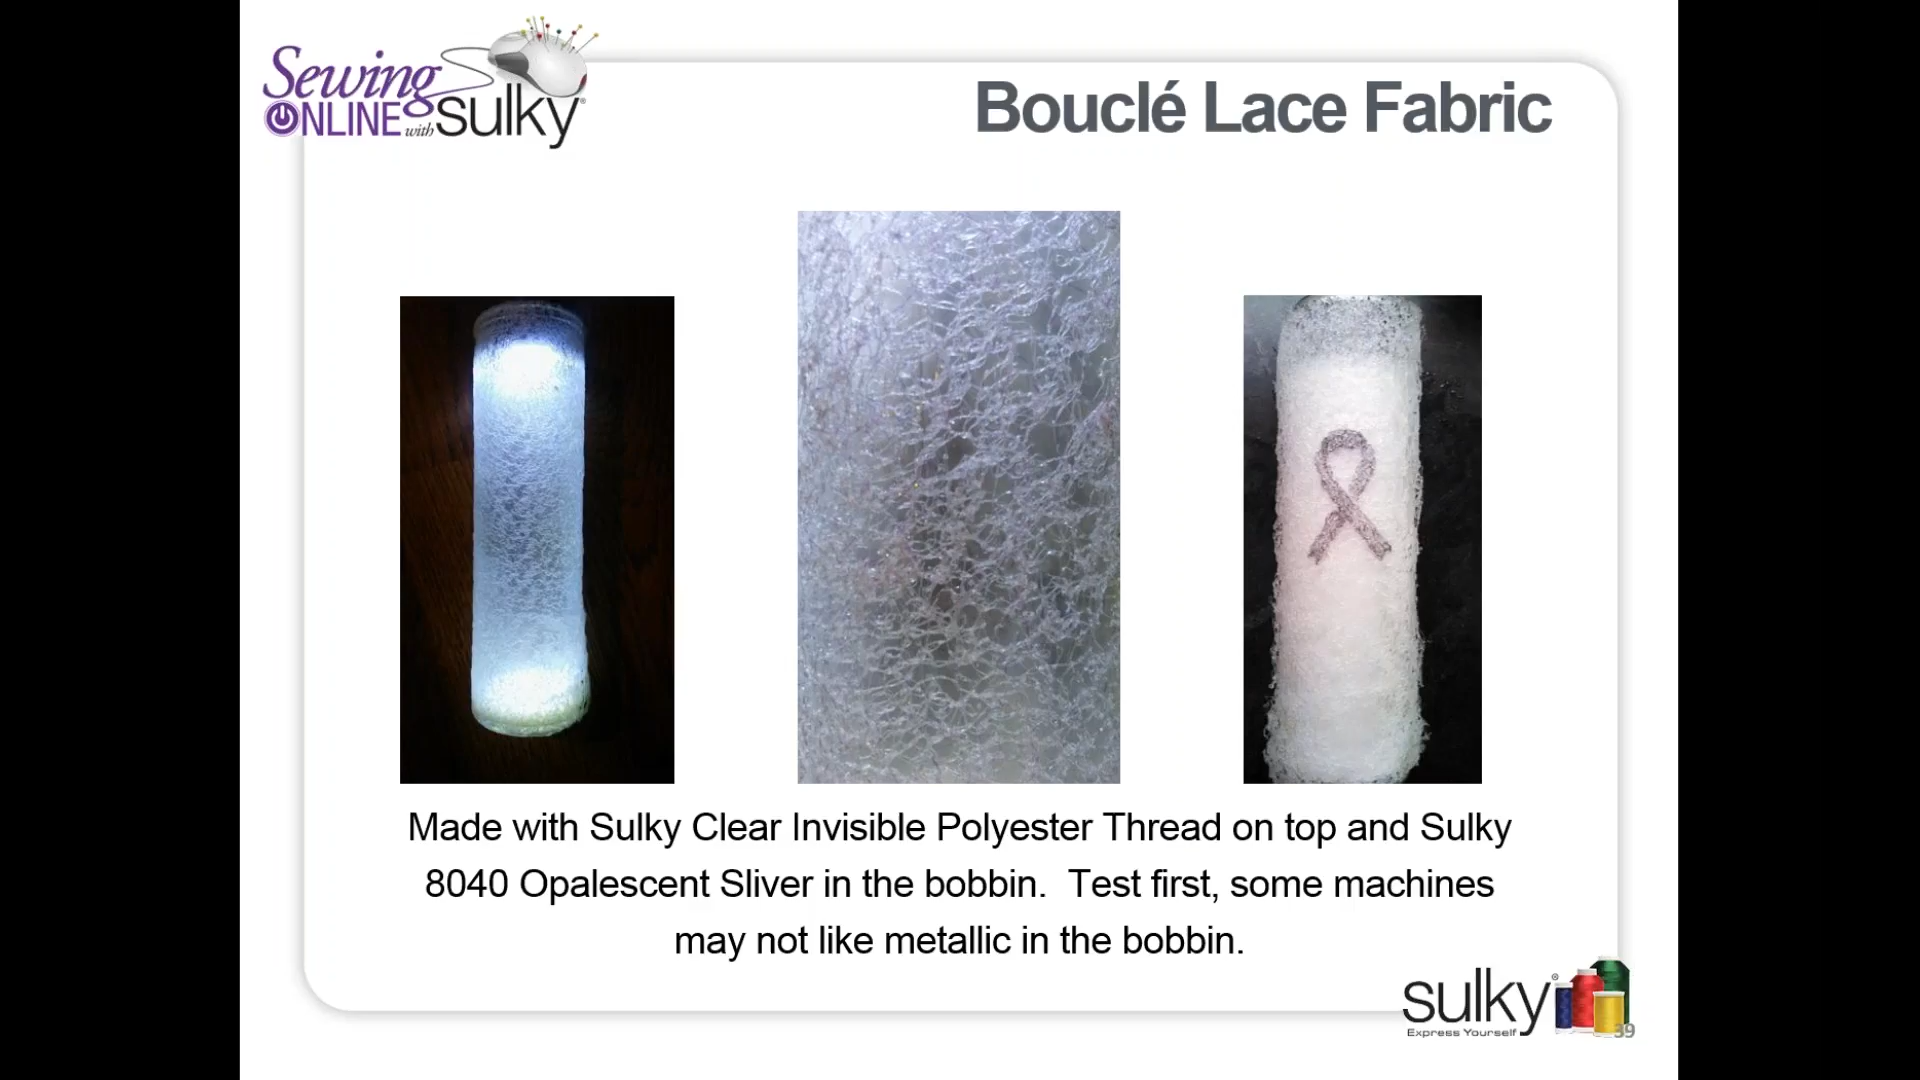 Sewing
ONLINE with sulky®
Bouclé Lace Fabric
Made with Sulky Clear Invisible Polyester Thread on top and Sulky
8040 Opalescent Sliver in the bobbin.  Test first, some machines
may not like metallic in the bobbin.
sulky®
Express Yourself
39